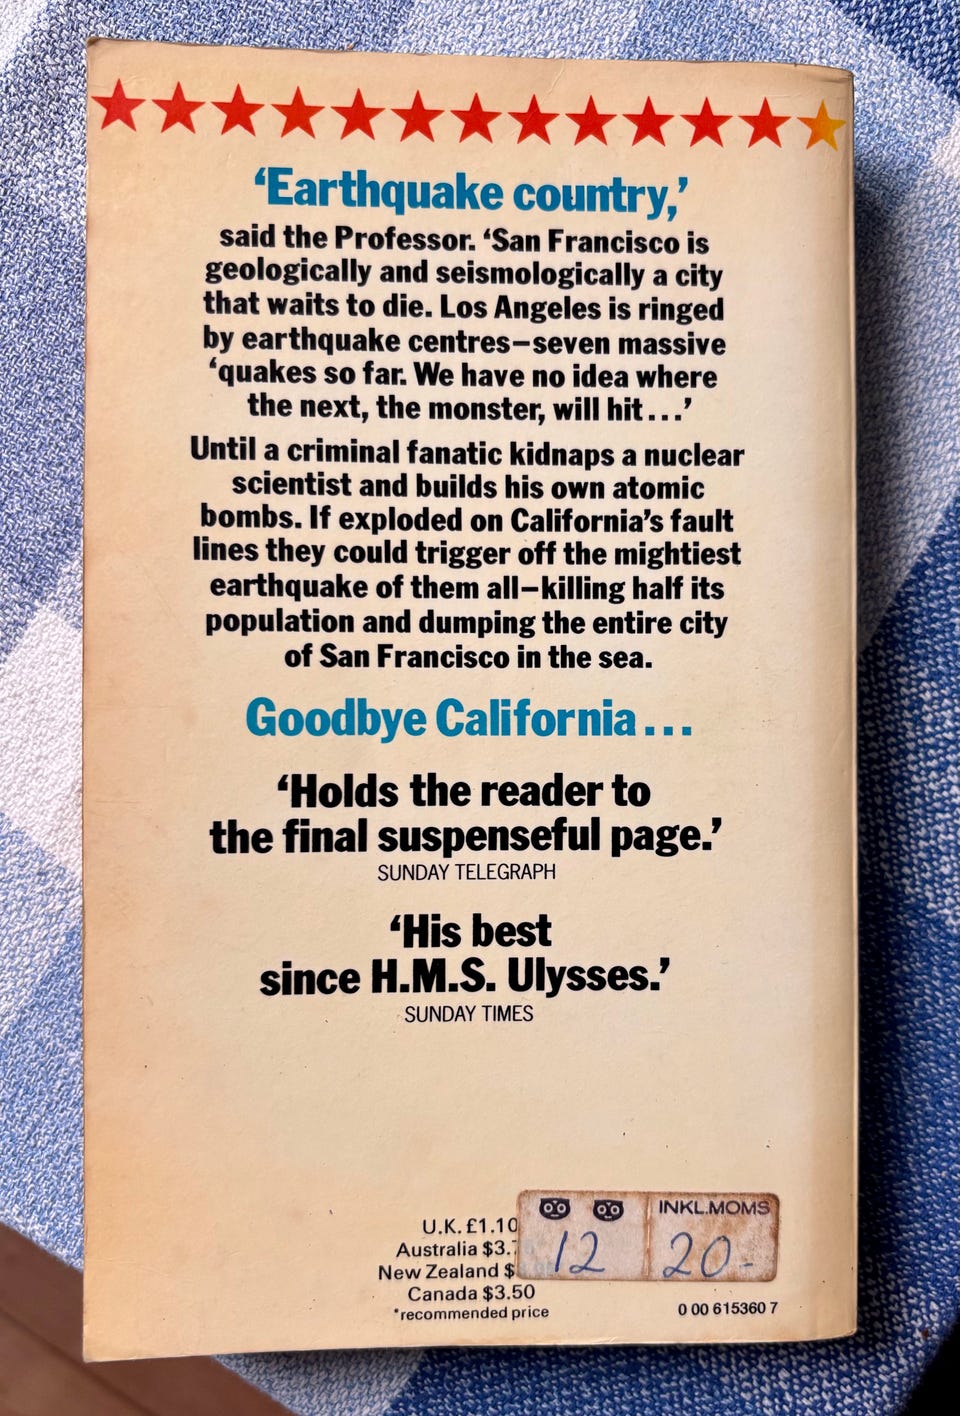 ‘Earthquake country,’
said the Professor. ‘San Francisco is
geologically and seismologically a city
that waits to die. Los Angeles is ringed
by earthquake centres–seven massive
‘quakes so far. We have no idea where
the next, the monster, will hit...’
Until a criminal fanatic kidnaps a nuclear
scientist and builds his own atomic
bombs. If exploded on California’s fault
lines they could trigger off the mightiest
earthquake of them all–killing half its
population and dumping the entire city
of San Francisco in the sea.
Goodbye California...
‘Holds the reader to
the final suspenseful page.’
SUNDAY TELEGRAPH
‘His best
since H.M.S. Ulysses.’
SUNDAY TIMES
INKL.MOMS
12 20.-
U.K. £1.10
Australia $3.
New Zealand $
Canada $3.50
*recommended price
0 00 615360 7